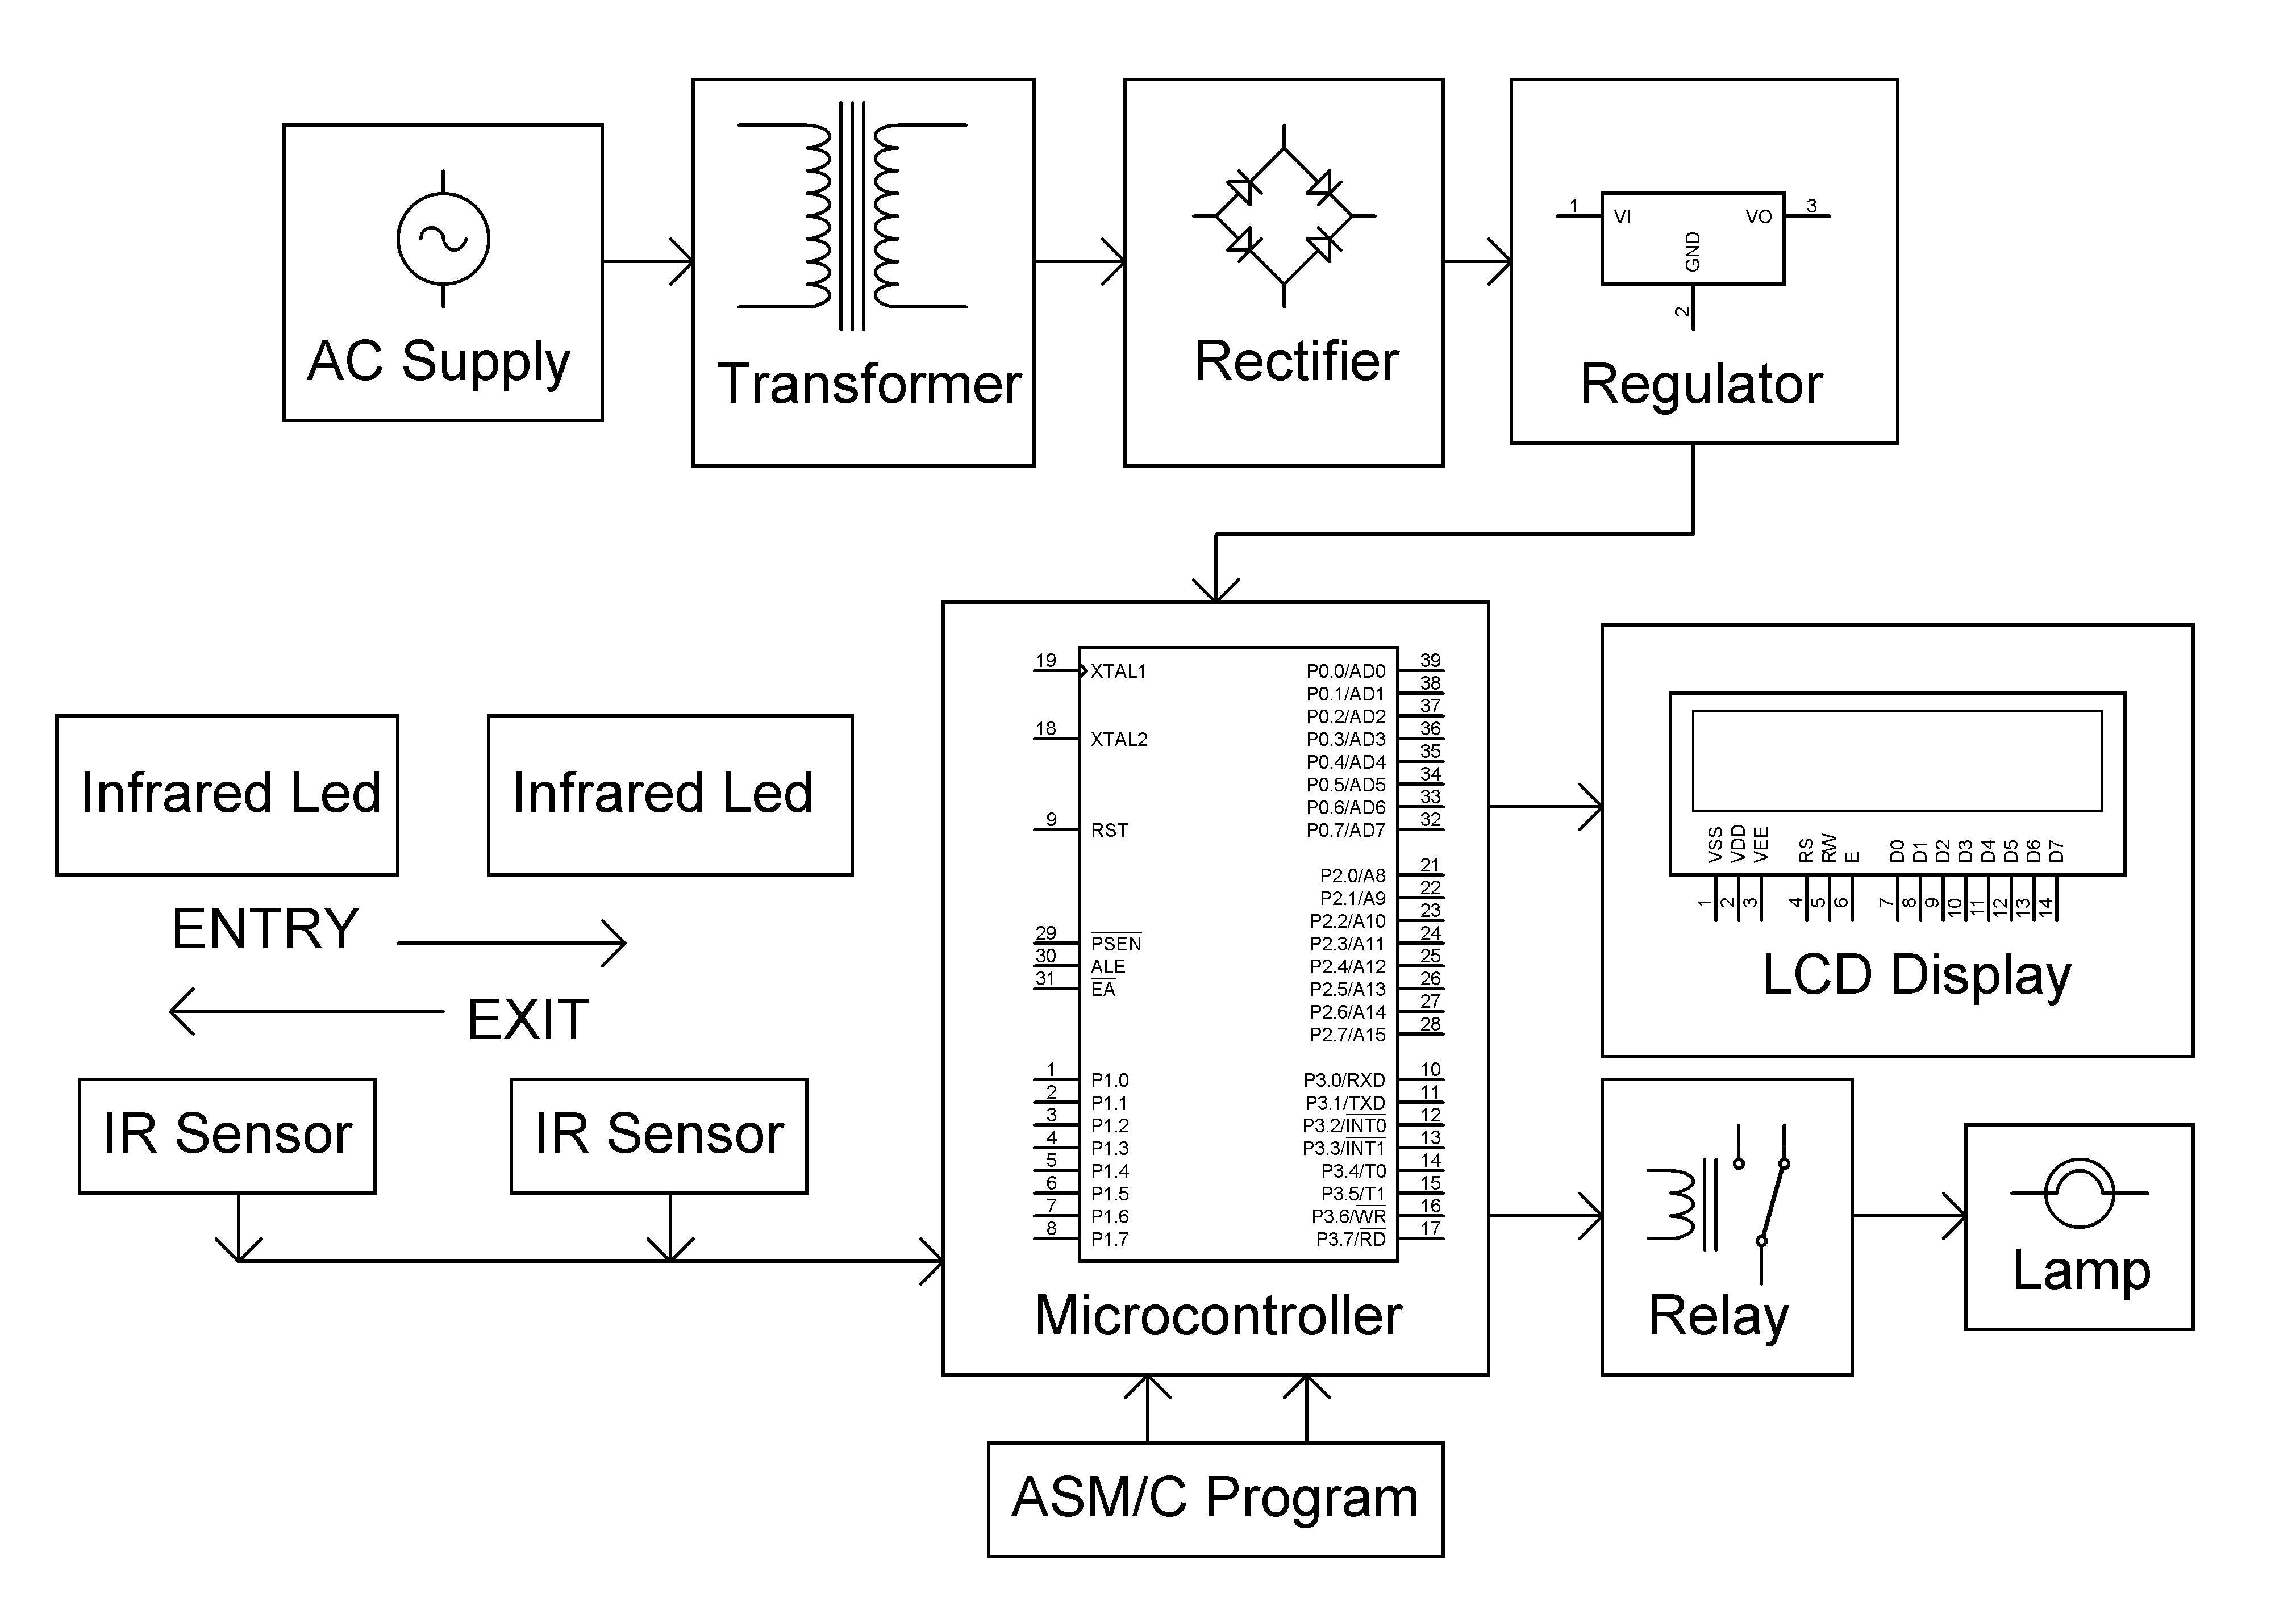 AC Supply
Transformer
Rectifier
1 VI VO 3
GND
2
Regulator
Infrared Led
Infrared Led
ENTRY
EXIT
IR Sensor
IR Sensor
19 XTAL1 P0.0/AD0 39
P0.1/AD1 38
P0.2/AD2 37
18 XTAL2 P0.3/AD3 36
P0.4/AD4 35
P0.5/AD5 34
P0.6/AD6 33
9 RST P0.7/AD7 32
P2.0/A8 21
P2.1/A9 22
P2.2/A10 23
29 PSEN P2.3/A11 24
30 ALE P2.4/A12 25
31 EA P2.5/A13 26
P2.6/A14 27
P2.7/A15 28
1 P1.0 P3.0/RXD 10
2 P1.1 P3.1/TXD 11
3 P1.2 P3.2/INT0 12
4 P1.3 P3.3/INT1 13
5 P1.4 P3.4/T0 14
6 P1.5 P3.5/T1 15
7 P1.6 P3.6/WR 16
8 P1.7 P3.7/RD 17
Microcontroller
ASM/C Program
VSS VDD VEE RS RW E D0 D1 D2 D3 D4 D5 D6 D7
1 2 3 4 5 6 7 8 9 10 11 12 13 14
LCD Display
Relay
Lamp